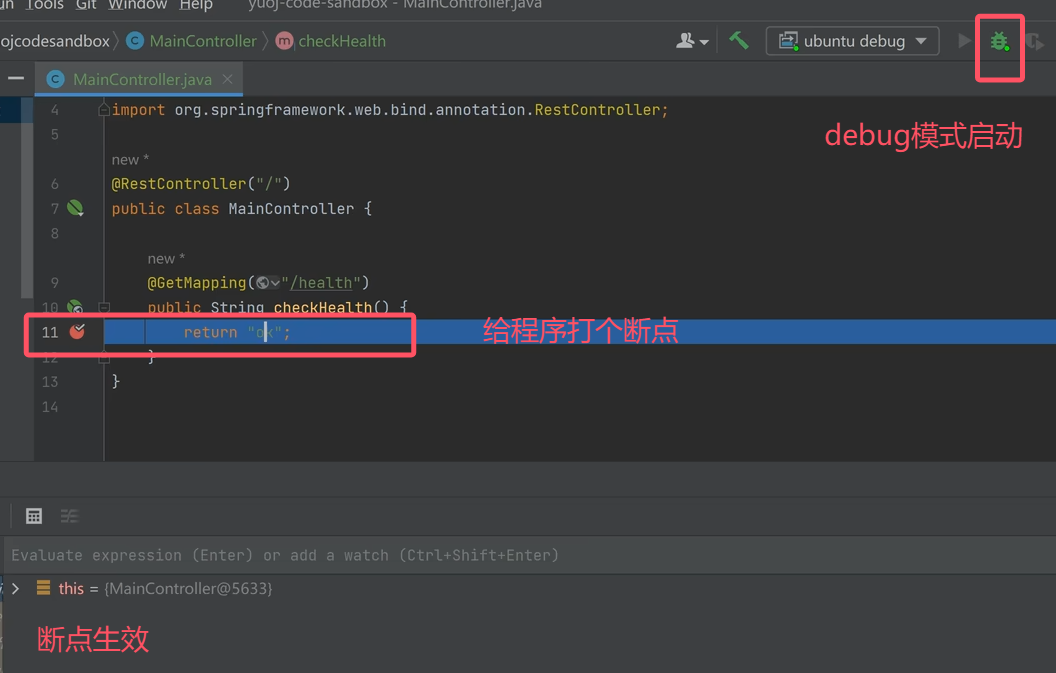 Tools Git Window Help yuoj-code-sandbox - MainController.java
ojcodesandbox MainController checkHealth ubuntu debug
MainController.java
4 import org.springframework.web.bind.annotation.RestController;
5
debug模式启动
new *
6 @RestController("/")
7 public class MainController {
8
new *
9 @GetMapping("/health")
10 public String checkHealth() {
11 return "ok"; 给程序打个断点
12 }
13 }
14
Evaluate expression (Enter) or add a watch (Ctrl+Shift+Enter)
this = {MainController@5633}
断点生效